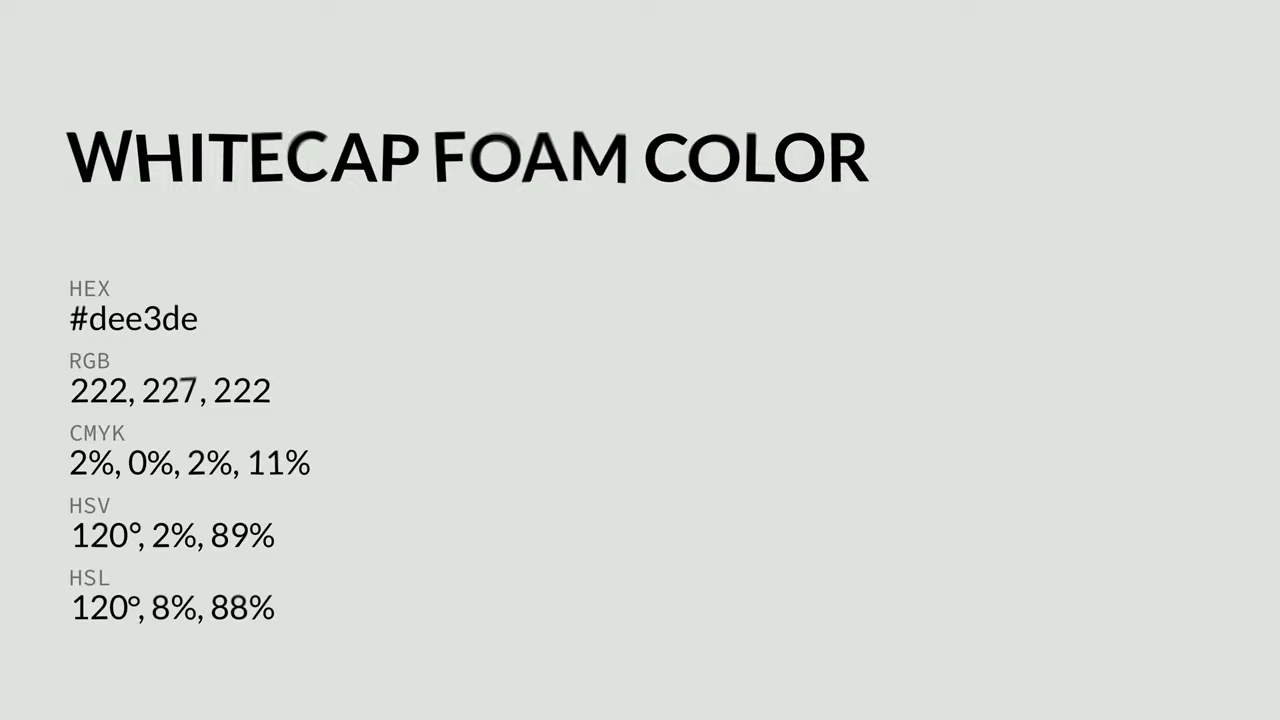 WHITECAP FOAM COLOR
HEX
#dee3de
RGB
222, 227, 222
CMYK
2%, 0%, 2%, 11%
HSV
120°, 2%, 89%
HSL
120°, 8%, 88%